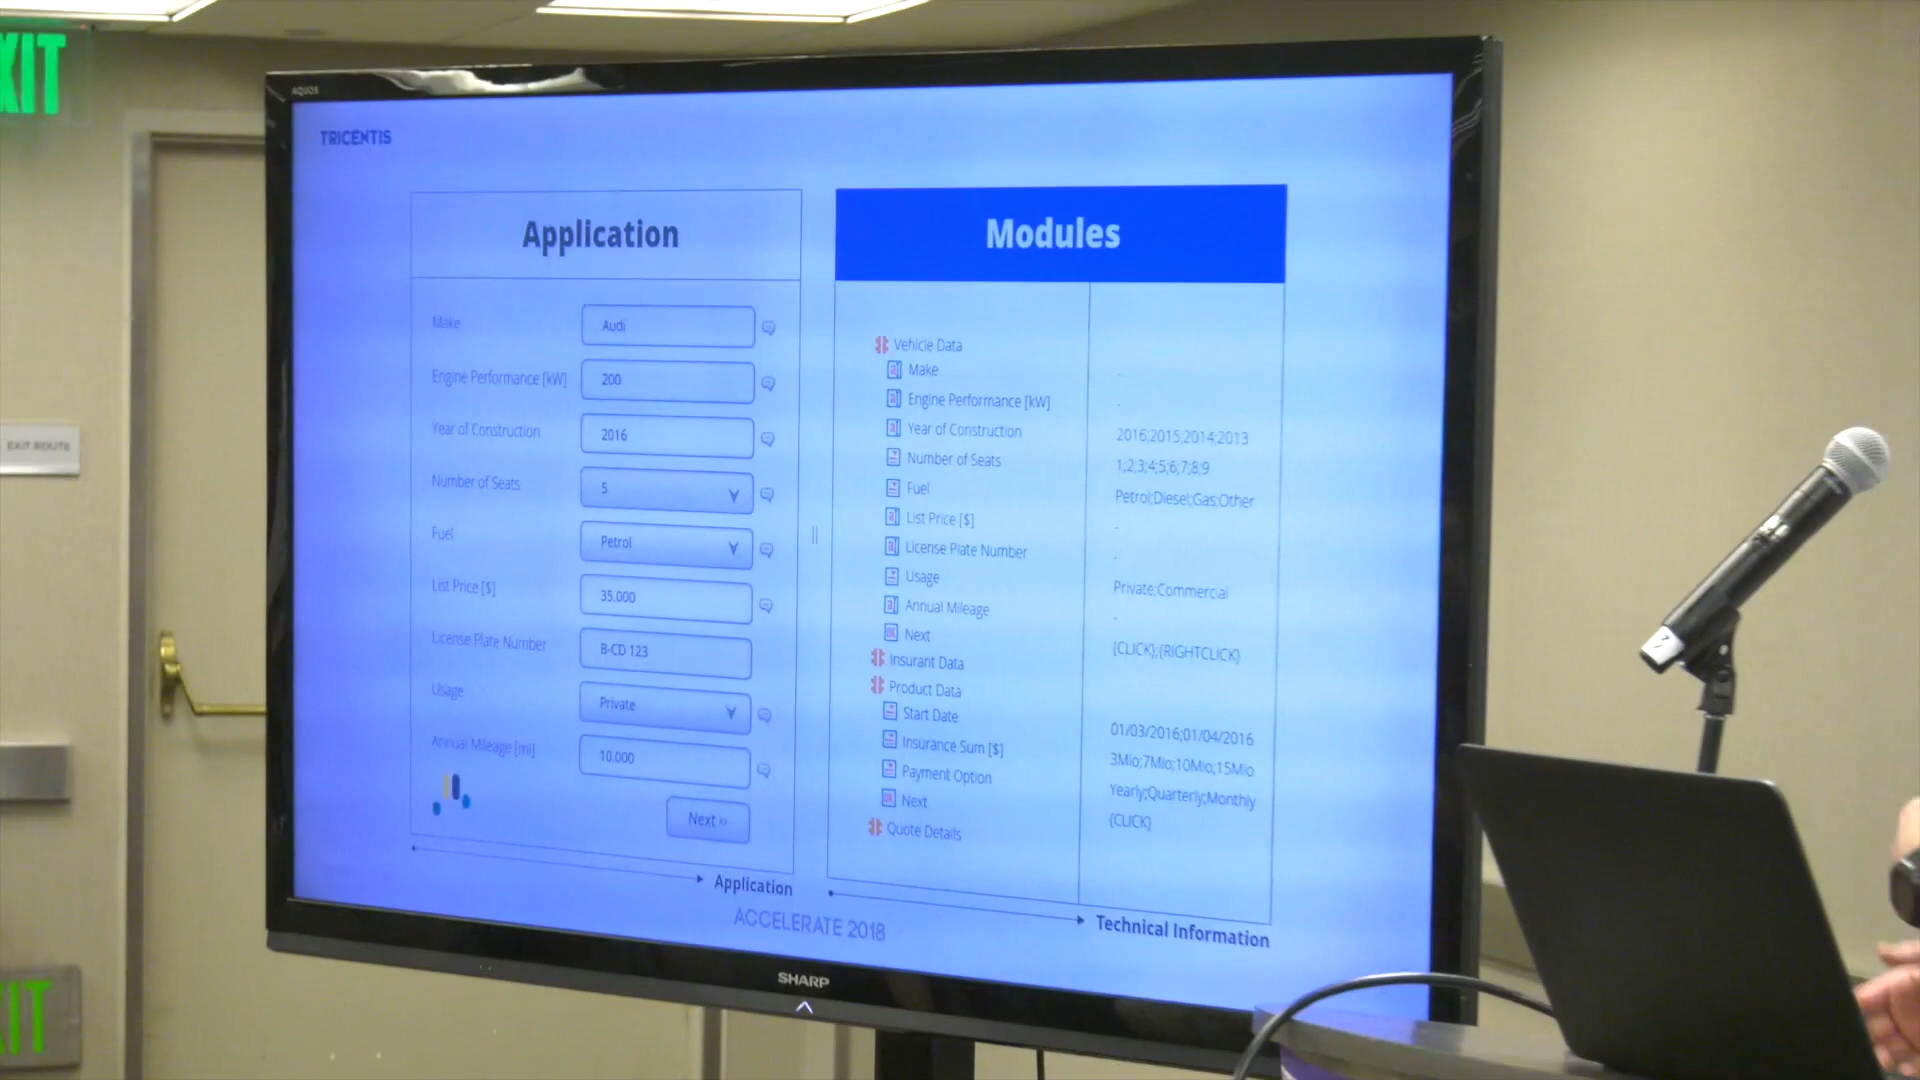 XIT
AQUOS
TRICENTIS
Application
Make
Audi
Engine Performance [kW]
200
Year of Construction
2016
Number of Seats
5
Fuel
Petrol
List Price [$]
35.000
License Plate Number
B-CD 123
Usage
Private
Annual Mileage [mi]
10.000
Next »
Application
Modules
Vehicle Data
Make
-
Engine Performance [kW]
-
Year of Construction
2016;2015;2014;2013
Number of Seats
1;2;3;4;5;6;7;8;9
Fuel
Petrol;Diesel;Gas;Other
List Price [$]
-
License Plate Number
-
Usage
Private;Commercial
Annual Mileage
-
Next
{CLICK};{RIGHTCLICK}
Insurant Data
Product Data
Start Date
01/03/2016;01/04/2016
Insurance Sum [$]
3Mio;7Mio;10Mio;15Mio
Payment Option
Yearly;Quarterly;Monthly
Next
{CLICK}
Quote Details
Technical Information
ACCELERATE 2018
SHARP
EXIT ROUTE
XIT